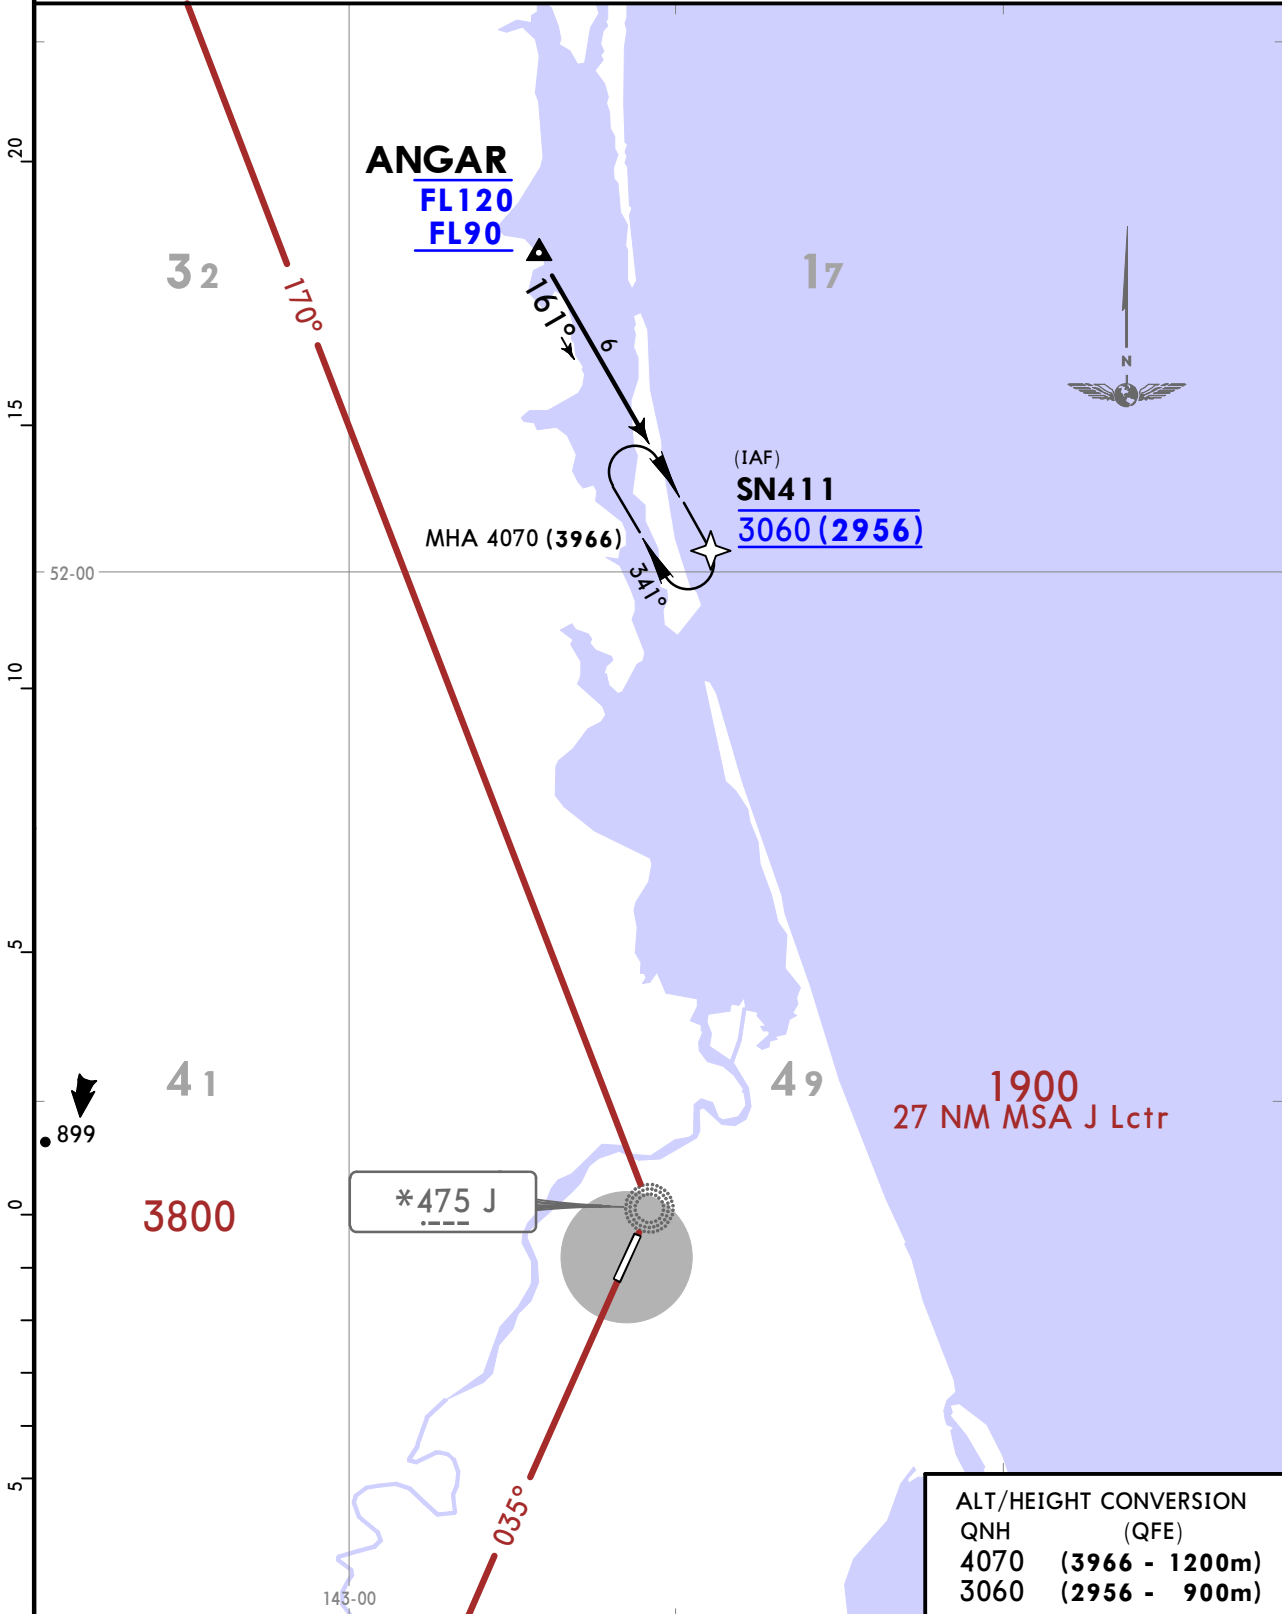 20
15
10
5
0
5
ANGAR
FL120
FL90
32
17
170°
161°
6
N
(IAF)
SN411
3060 (2956)
MHA 4070 (3966)
341°
52-00
41
49
1900
27 NM MSA J Lctr
899
3800
*475 J
035°
143-00
ALT/HEIGHT CONVERSION
QNH (QFE)
4070 (3966 - 1200m)
3060 (2956 - 900m)